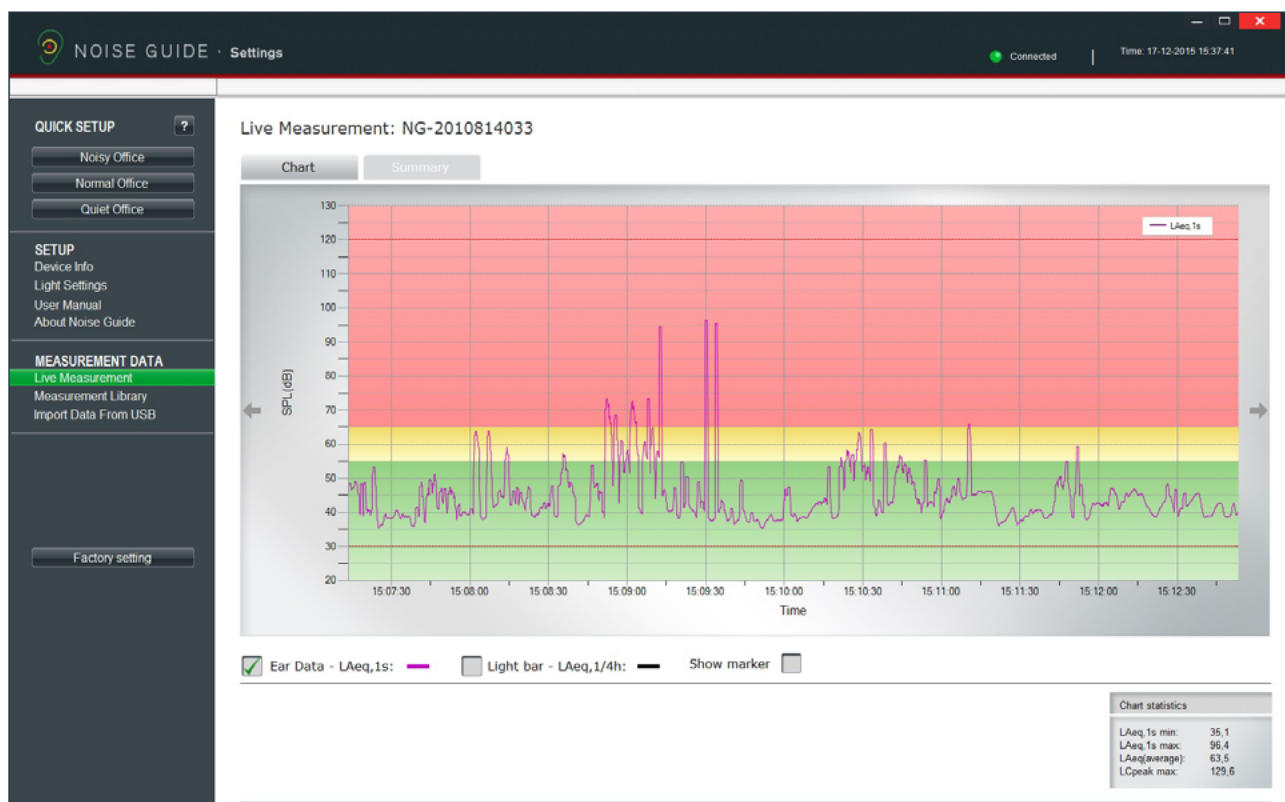 NOISE GUIDE · Settings
Connected | Time: 17-12-2015 15:37:41
QUICK SETUP ?
Noisy Office
Normal Office
Quiet Office
SETUP
Device Info
Light Settings
User Manual
About Noise Guide
MEASUREMENT DATA
Live Measurement
Measurement Library
Import Data From USB
Factory setting
Live Measurement: NG-2010814033
Chart Summary
LAeq,1s
SPL(dB)
130
120
110
100
90
80
70
60
50
40
30
20
15:07:30 15:08:00 15:08:30 15:09:00 15:09:30 15:10:00 15:10:30 15:11:00 15:11:30 15:12:00 15:12:30
Time
Ear Data - LAeq,1s: Light bar - LAeq,1/4h: Show marker
Chart statistics
LAeq,1s min: 35,1
LAeq,1s max: 96,4
LAeq(average): 63,5
LCpeak max: 129,6